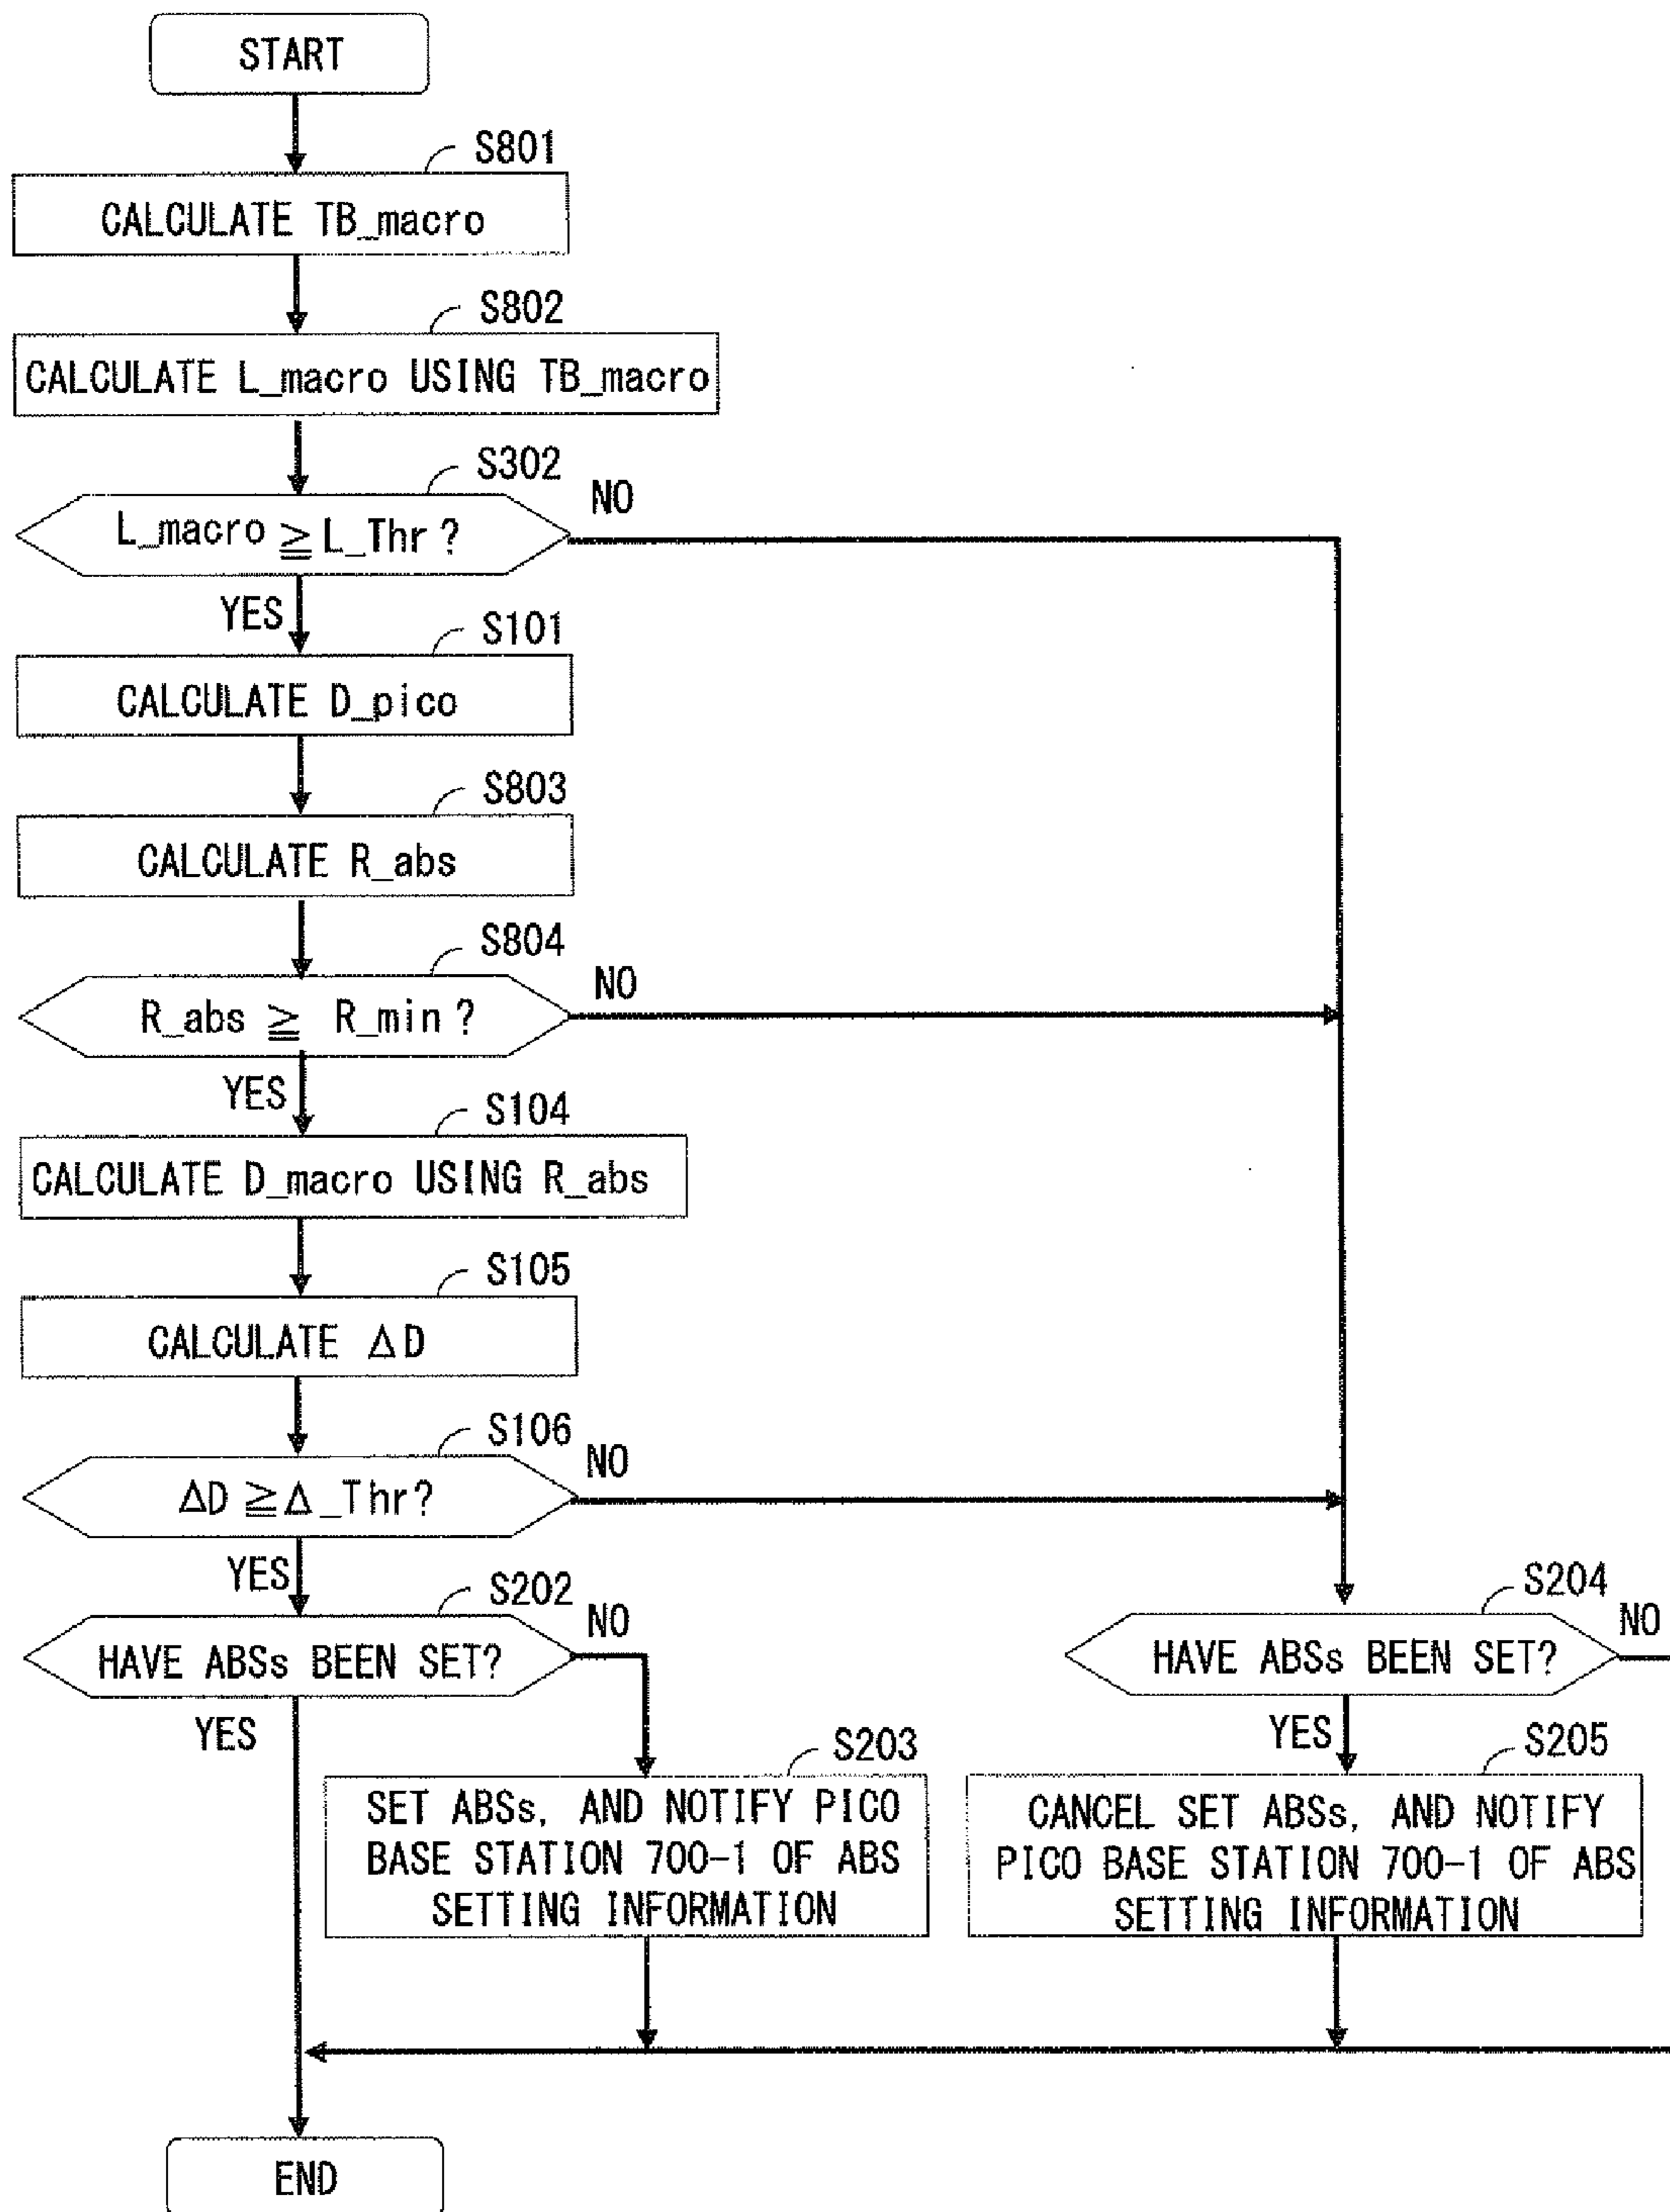 START
S801
CALCULATE TB_macro
S802
CALCULATE L_macro USING TB_macro
S302
L_macro ≧ L_Thr?
NO
YES
S101
CALCULATE D_pico
S803
CALCULATE R_abs
S804
R_abs ≧ R_min?
NO
YES
S104
CALCULATE D_macro USING R_abs
S105
CALCULATE ΔD
S106
ΔD ≧ Δ_Thr?
NO
YES
S202
HAVE ABSs BEEN SET?
NO
YES
S203
SET ABSs, AND NOTIFY PICO
BASE STATION 700-1 OF ABS
SETTING INFORMATION
S204
HAVE ABSs BEEN SET?
NO
YES
S205
CANCEL SET ABSs, AND NOTIFY
PICO BASE STATION 700-1 OF ABS
SETTING INFORMATION
END